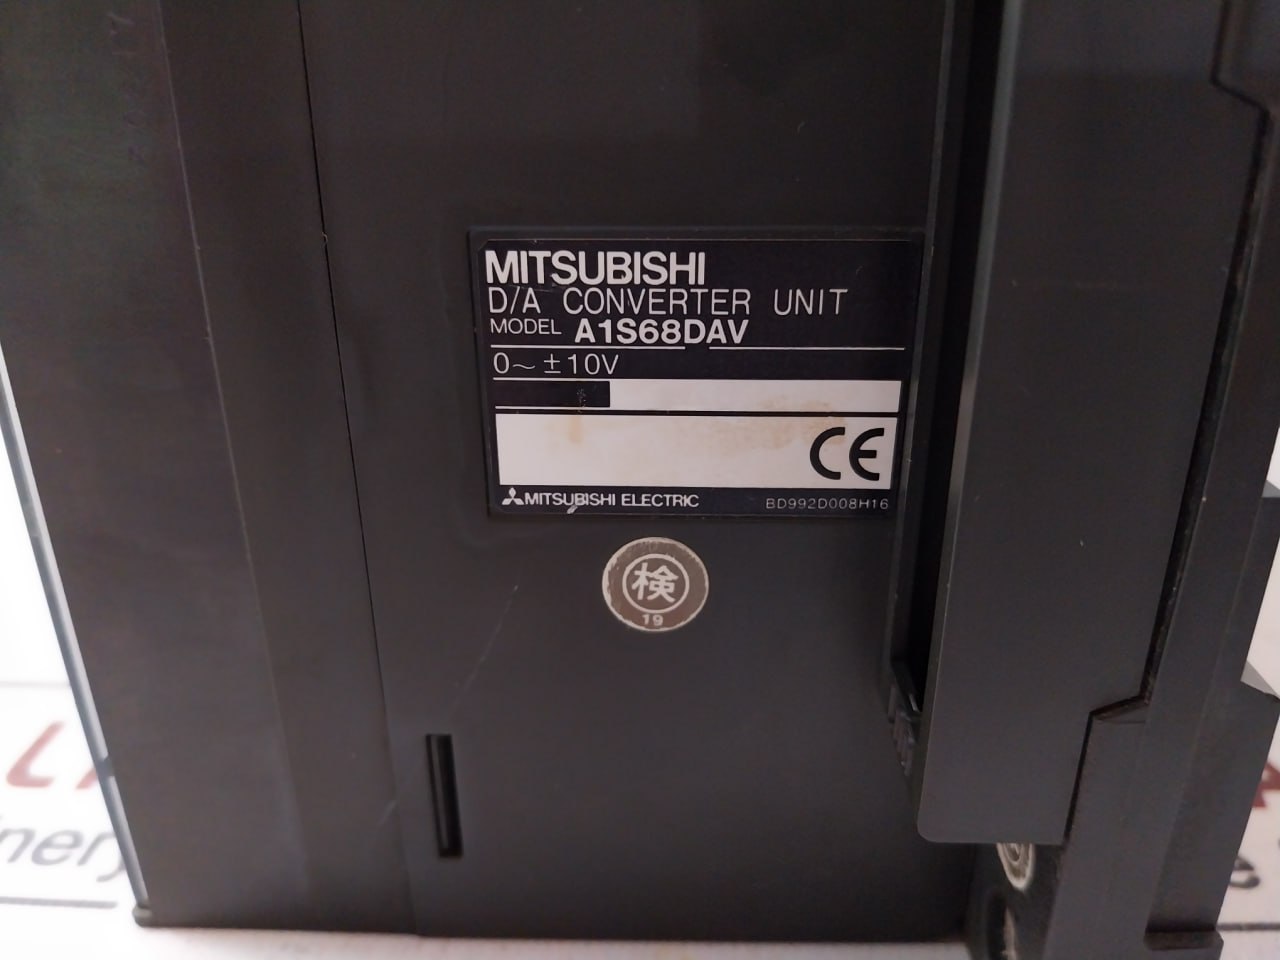 MITSUBISHI
D/A CONVERTER UNIT
MODEL A1S68DAV
0～±10V
CE
MITSUBISHI ELECTRIC BD992D008H16
検
19